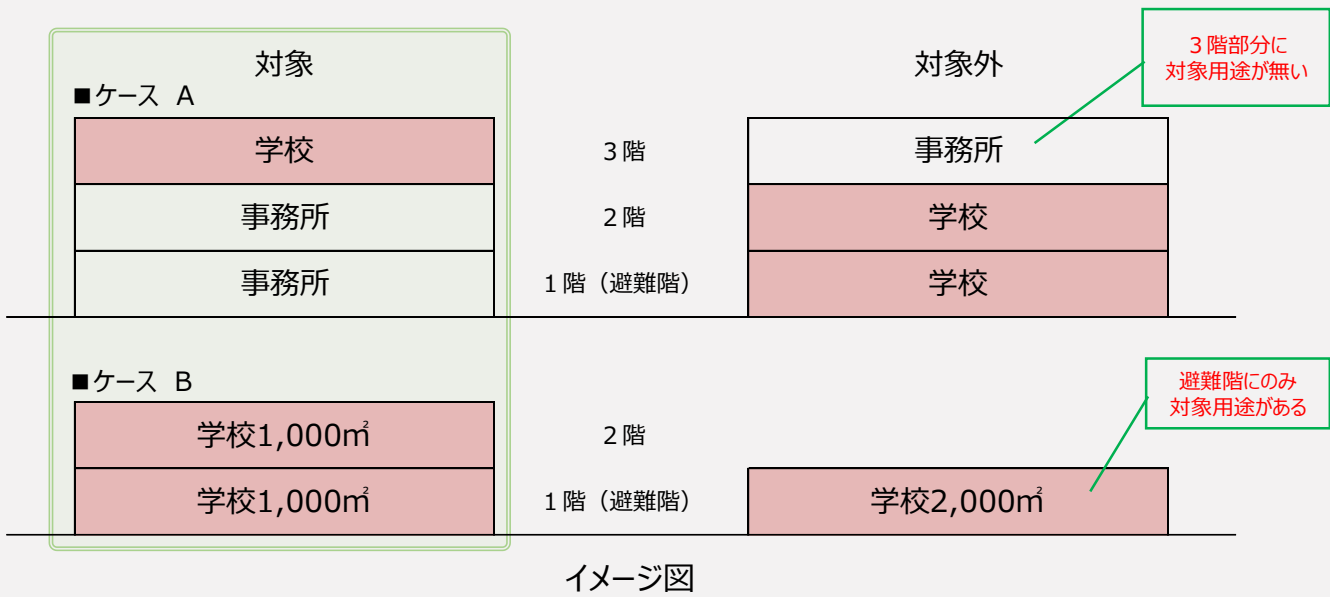 対象
対象外
3階部分に
対象用途が無い
■ケース A
学校
3階
事務所
事務所
2階
学校
事務所
1階（避難階）
学校
■ケース B
避難階にのみ
対象用途がある
学校1,000㎡
2階
学校1,000㎡
1階（避難階）
学校2,000㎡
イメージ図